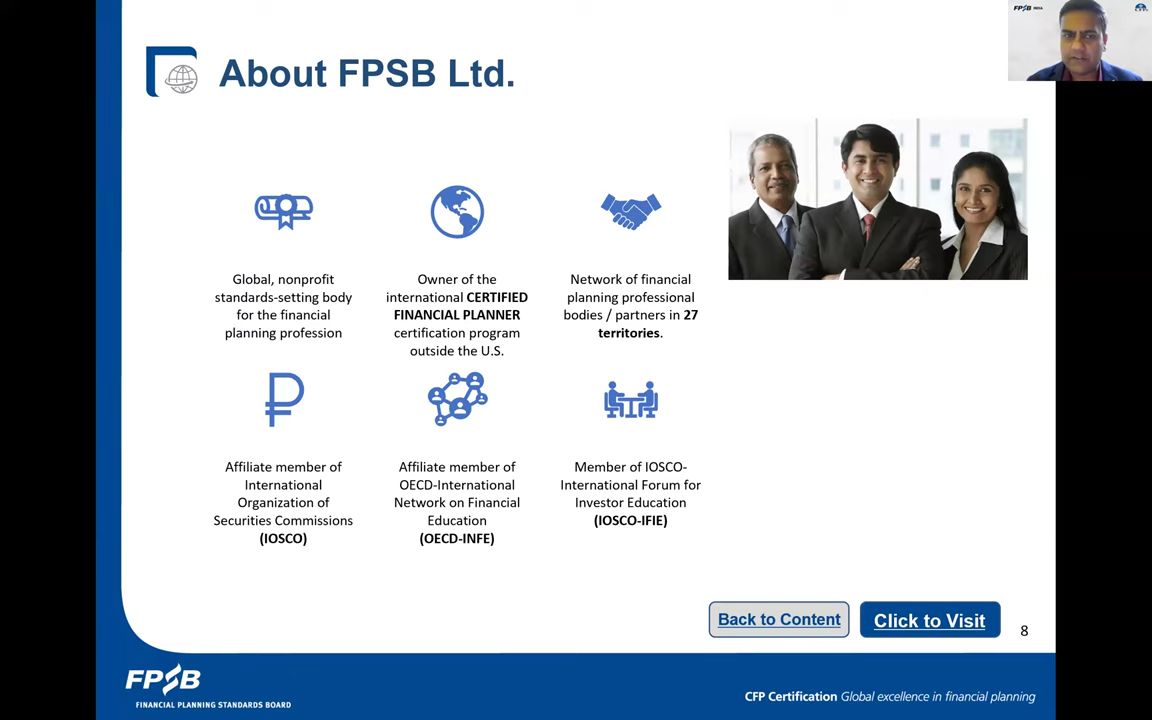 FPSB INDIA
About FPSB Ltd.
Global, nonprofit
standards-setting body
for the financial
planning profession
Owner of the
international CERTIFIED
FINANCIAL PLANNER
certification program
outside the U.S.
Network of financial
planning professional
bodies / partners in 27
territories.
Affiliate member of
International
Organization of
Securities Commissions
(IOSCO)
Affiliate member of
OECD-International
Network on Financial
Education
(OECD-INFE)
Member of IOSCO-
International Forum for
Investor Education
(IOSCO-IFIE)
Back to Content
Click to Visit
8
FPSB
FINANCIAL PLANNING STANDARDS BOARD
CFP Certification Global excellence in financial planning